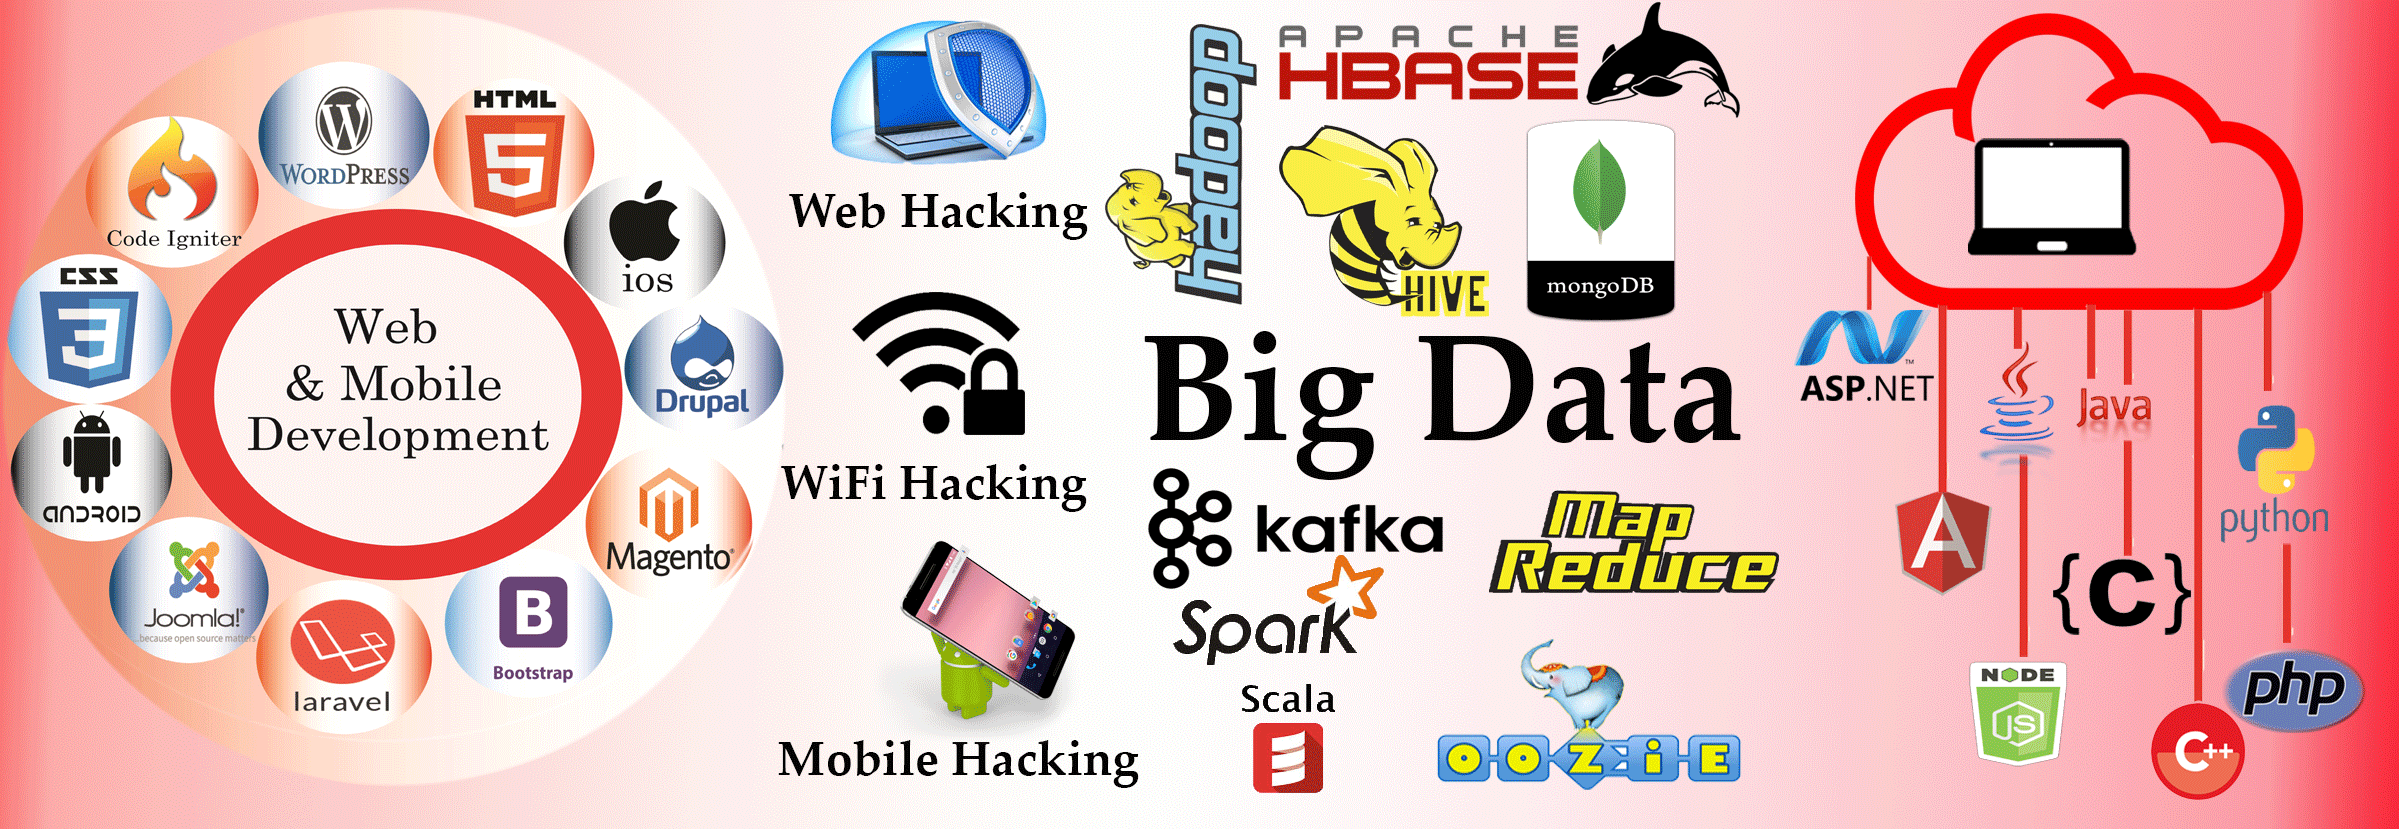 Web
& Mobile
Development
WORDPRESS
HTML
5
ios
Drupal
Magento®
B
Bootstrap
laravel
Joomla!®
...because open source matters
ANDROID
CSS
3
Code Igniter
Web Hacking
WiFi Hacking
Mobile Hacking
hadoop
APACHE
HBASE
HIVE
mongoDB
Big Data
kafka
Map
Reduce
Spark
Scala
OOZiE
ASP.NET™
Java
A
{C}
python
NODE
JS
php
C++